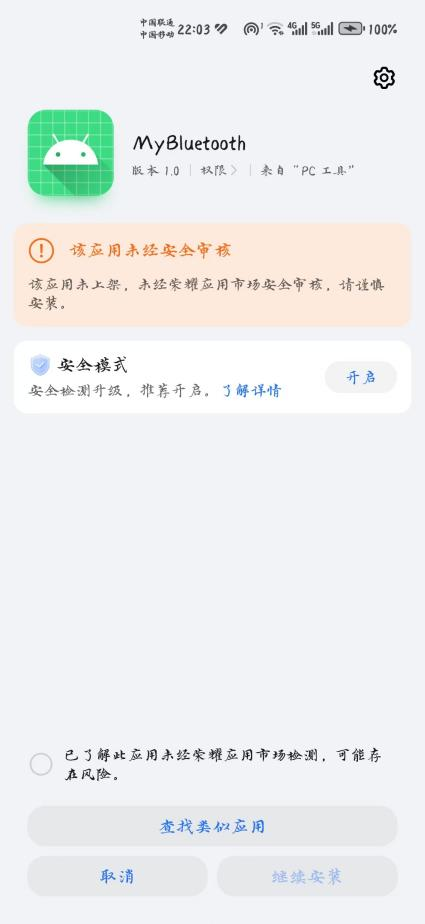 中国联通
中国移动
22:03
1
4G
5G
100%
MyBluetooth
版本 1.0
权限
来自 “PC 工具”
该应用未经安全审核
该应用未上架，未经荣耀应用市场安全审核，请谨慎
安装。
安全模式
安全检测升级，推荐开启。了解详情
开启
已了解此应用未经荣耀应用市场检测，可能存
在风险。
查找类似应用
取消
继续安装